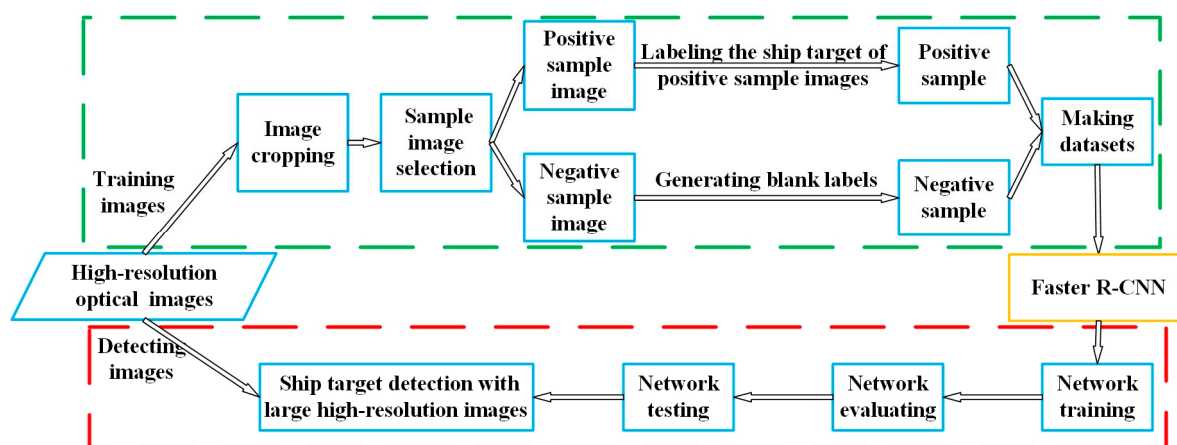 Training
images
Image
cropping
Sample
image
selection
Positive
sample
image
Labeling the ship target of
positive sample images
Positive
sample
Negative
sample
image
Generating blank labels
Negative
sample
Making
datasets
High-resolution
optical images
Faster R-CNN
Detecting
images
Ship target detection with
large high-resolution images
Network
testing
Network
evaluating
Network
training